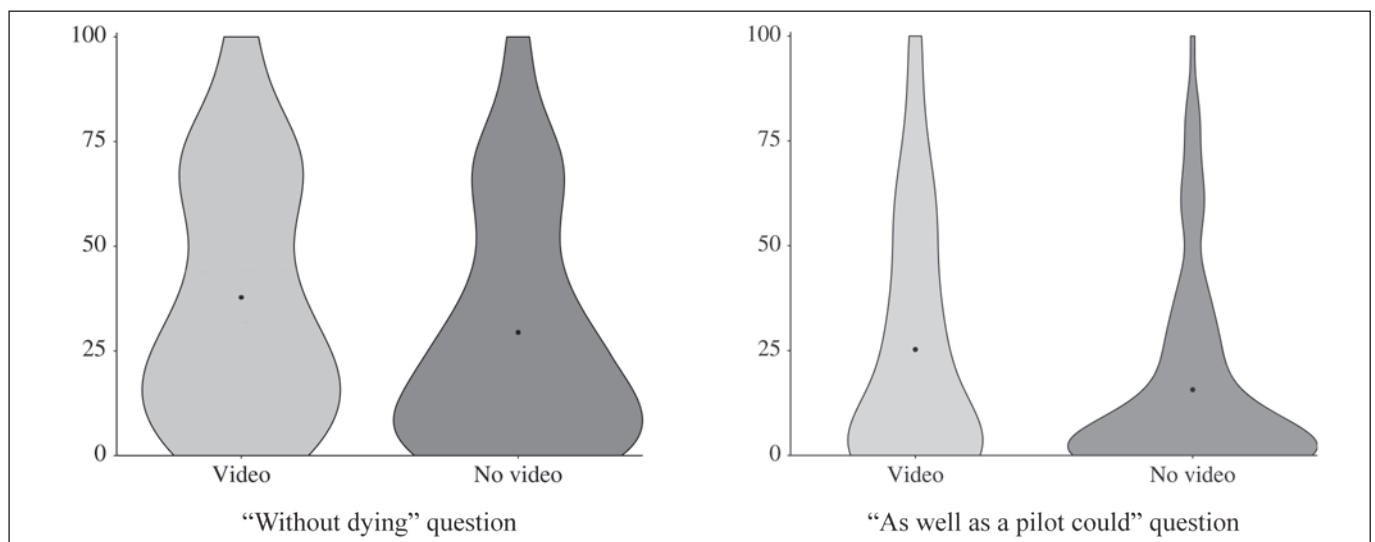 100
75
50
25
0
Video
No video
“Without dying” question
100
75
50
25
0
Video
No video
“As well as a pilot could” question